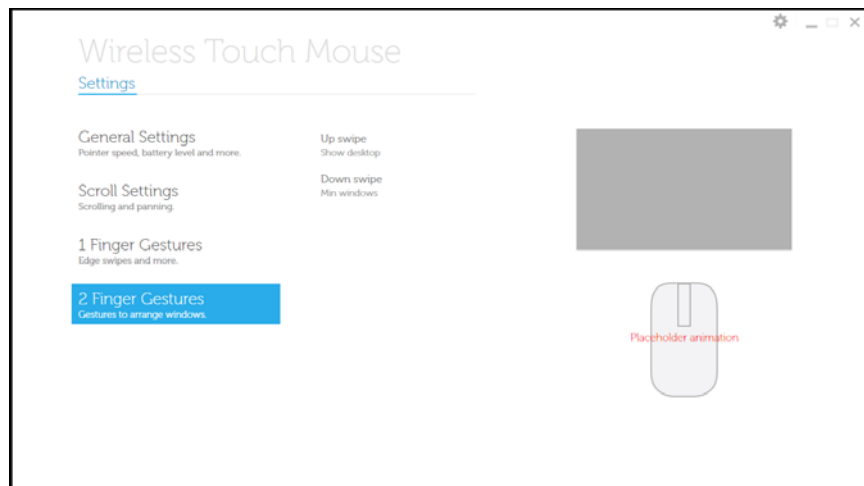 Wireless Touch Mouse
Settings
General Settings
Pointer speed, battery level and more.
Scroll Settings
Scrolling and panning.
1 Finger Gestures
Edge swipes and more.
2 Finger Gestures
Gestures to arrange windows.
Up swipe
Show desktop
Down swipe
Min windows
Placeholder animation